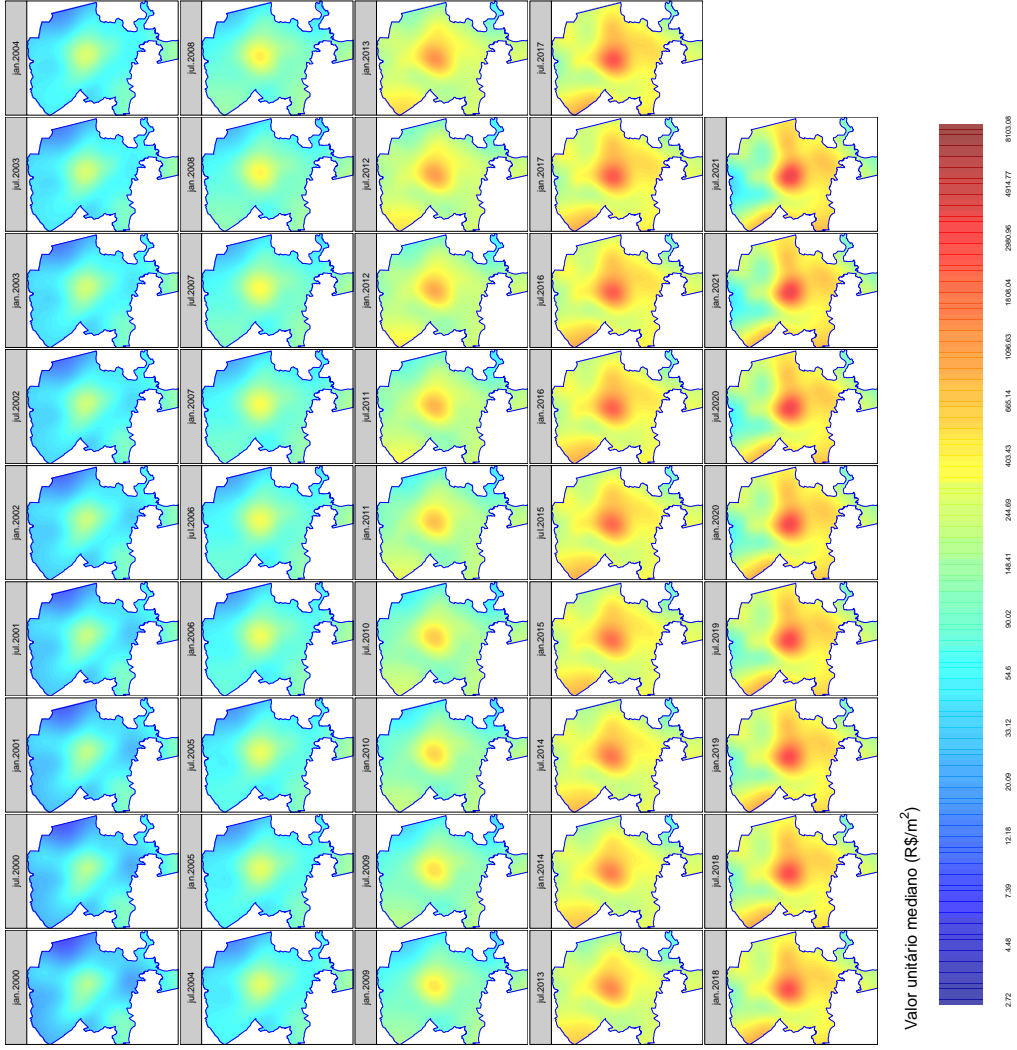 jan.2000
jul.2000
jan.2001
jul.2001
jan.2002
jul.2002
jan.2003
jul.2003
jan.2004
jul.2004
jan.2005
jul.2005
jan.2006
jul.2006
jan.2007
jul.2007
jan.2008
jul.2008
jan.2009
jul.2009
jan.2010
jul.2010
jan.2011
jul.2011
jan.2012
jul.2012
jan.2013
jul.2013
jan.2014
jul.2014
jan.2015
jul.2015
jan.2016
jul.2016
jan.2017
jul.2017
jan.2018
jul.2018
jan.2019
jul.2019
jan.2020
jul.2020
jan.2021
jul.2021
Valor unitário mediano (R$/m²)
2.72
4.48
7.39
12.18
20.09
33.12
54.6
90.02
148.41
244.69
403.43
665.14
1096.63
1808.04
2980.96
4914.77
8103.08